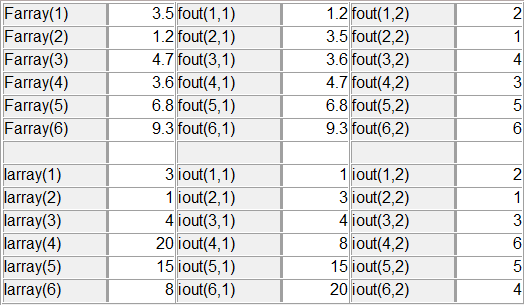 Farray(1) 3.5 fout(1,1) 1.2 fout(1,2) 2
Farray(2) 1.2 fout(2,1) 3.5 fout(2,2) 1
Farray(3) 4.7 fout(3,1) 3.6 fout(3,2) 4
Farray(4) 3.6 fout(4,1) 4.7 fout(4,2) 3
Farray(5) 6.8 fout(5,1) 6.8 fout(5,2) 5
Farray(6) 9.3 fout(6,1) 9.3 fout(6,2) 6
Iarray(1) 3 iout(1,1) 1 iout(1,2) 2
Iarray(2) 1 iout(2,1) 3 iout(2,2) 1
Iarray(3) 4 iout(3,1) 4 iout(3,2) 3
Iarray(4) 20 iout(4,1) 8 iout(4,2) 6
Iarray(5) 15 iout(5,1) 15 iout(5,2) 5
Iarray(6) 8 iout(6,1) 20 iout(6,2) 4